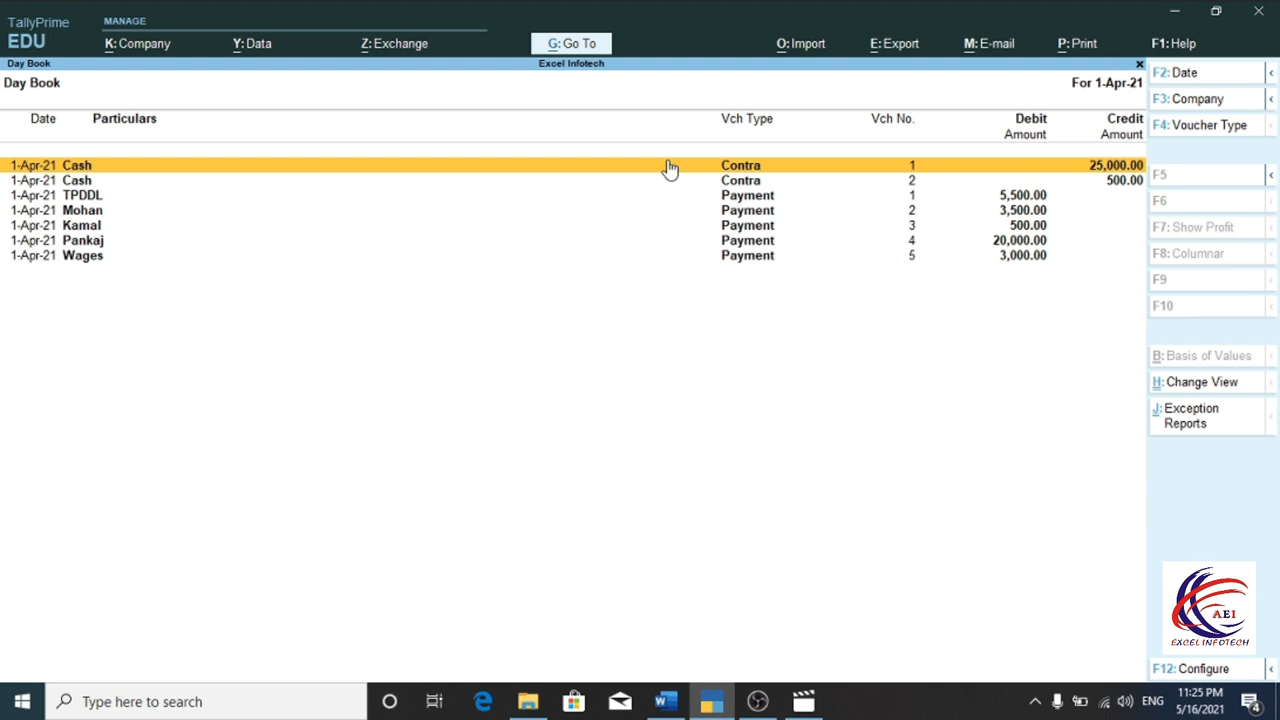 TallyPrime
EDU
MANAGE
K: Company
Y: Data
Z: Exchange
G: Go To
O: Import
E: Export
M: E-mail
P: Print
F1: Help
Day Book
Excel Infotech
Day Book
For 1-Apr-21
Date Particulars Vch Type Vch No. Debit Credit
Amount Amount
1-Apr-21 Cash Contra 1 25,000.00
1-Apr-21 Cash Contra 2 500.00
1-Apr-21 TPDDL Payment 1 5,500.00
1-Apr-21 Mohan Payment 2 3,500.00
1-Apr-21 Kamal Payment 3 500.00
1-Apr-21 Pankaj Payment 4 20,000.00
1-Apr-21 Wages Payment 5 3,000.00
F2: Date
F3: Company
F4: Voucher Type
F5
F6
F7: Show Profit
F8: Columnar
F9
F10
B: Basis of Values
H: Change View
J: Exception
Reports
AEI
EXCEL INFOTECH
F12: Configure
Type here to search
ENG
11:25 PM
5/16/2021
4